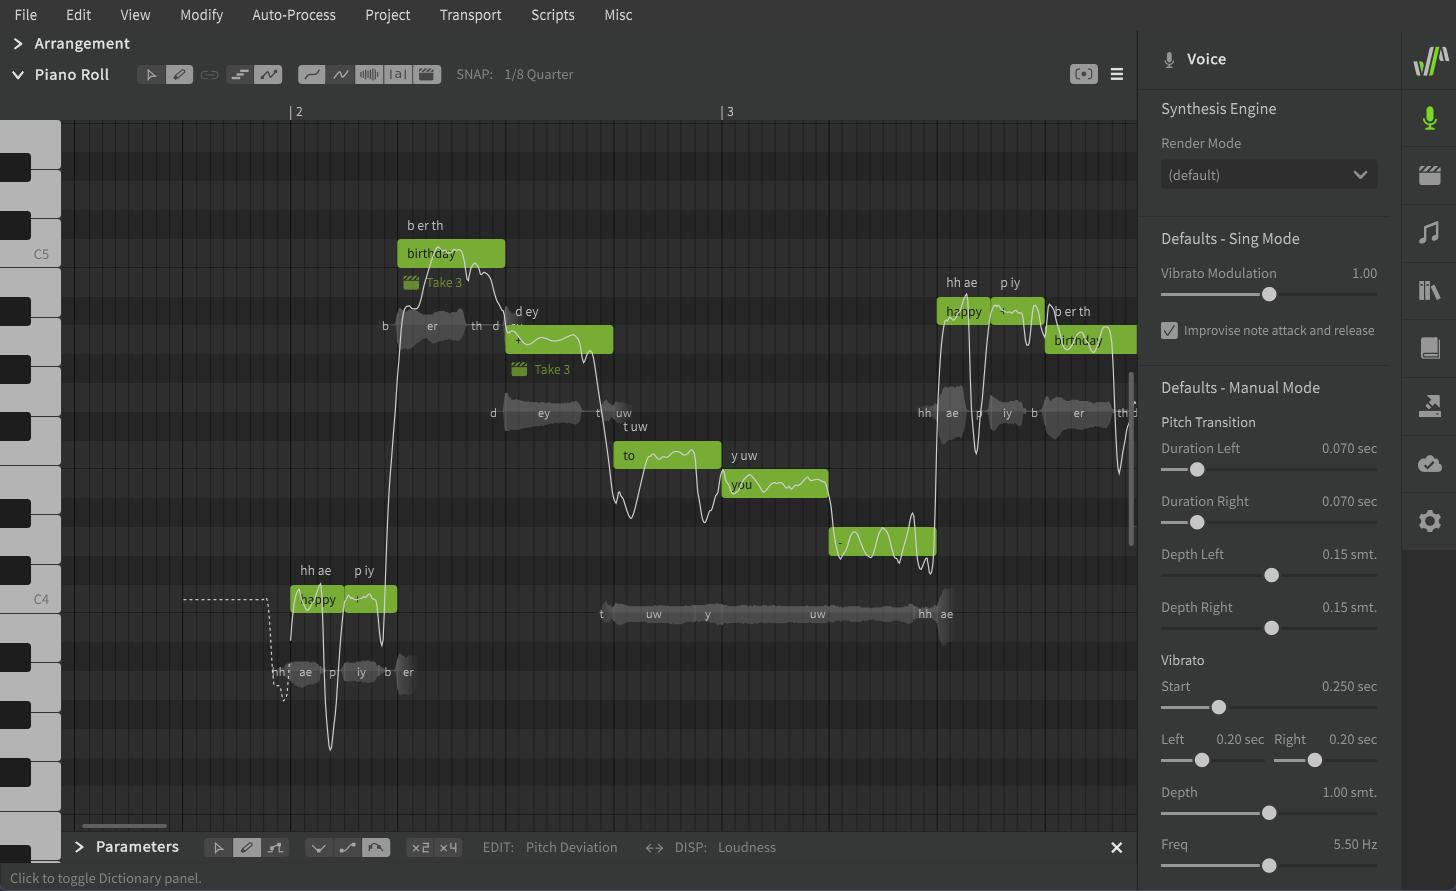 File Edit View Modify Auto-Process Project Transport Scripts Misc
Arrangement
Piano Roll SNAP: 1/8 Quarter
2 3
C5
C4
b er th
birthday
Take 3
b er th d
d ey
+
Take 3
d ey t uw
t uw
to
y uw
you
-
hh ae p iy
happy +
b er th
birthday
hh ae p iy b er th d
hh ae p iy
happy +
t uw y uw hh ae
hh ae p iy b er
Parameters x2 x4 EDIT: Pitch Deviation DISP: Loudness
Click to toggle Dictionary panel.
Voice
Synthesis Engine
Render Mode
(default)
Defaults - Sing Mode
Vibrato Modulation 1.00
Improvise note attack and release
Defaults - Manual Mode
Pitch Transition
Duration Left 0.070 sec
Duration Right 0.070 sec
Depth Left 0.15 smt.
Depth Right 0.15 smt.
Vibrato
Start 0.250 sec
Left 0.20 sec Right 0.20 sec
Depth 1.00 smt.
Freq 5.50 Hz